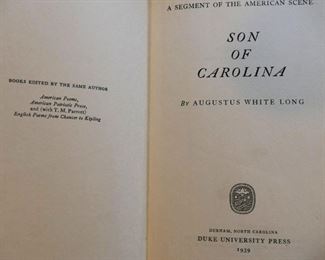 BOOKS EDITED BY THE SAME AUTHOR
American Poems,
American Patriotic Prose,
and (with T. M. Parrott)
English Poems from Chaucer to Kipling
A SEGMENT OF THE AMERICAN SCENE
SON
OF
CAROLINA
By AUGUSTUS WHITE LONG
DURHAM, NORTH CAROLINA
DUKE UNIVERSITY PRESS
1939